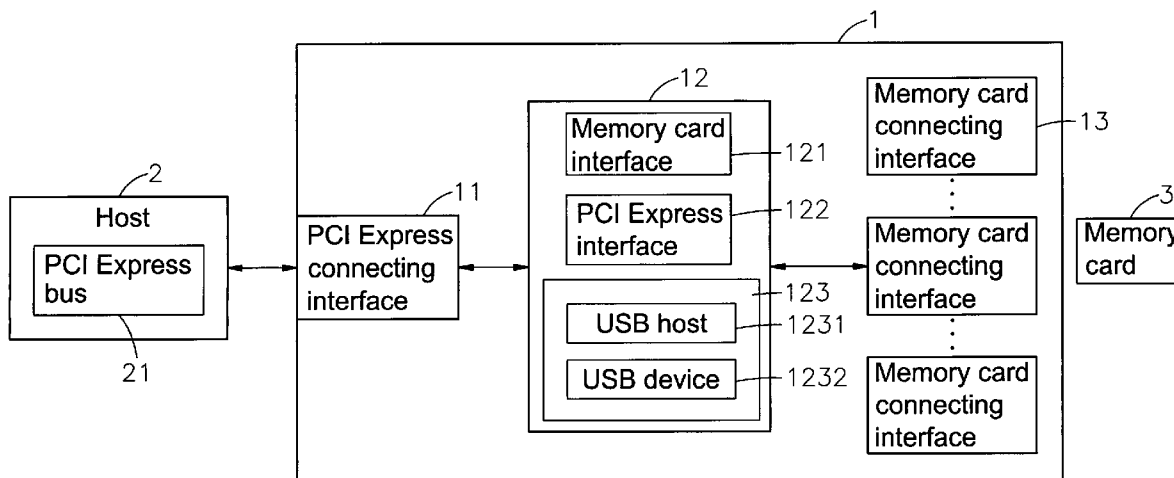 1
12
Memory card
interface
121
PCI Express
interface
122
123
USB host
1231
USB device
1232
2
Host
PCI Express
bus
21
11
PCI Express
connecting
interface
Memory card
connecting
interface
13
Memory card
connecting
interface
Memory card
connecting
interface
3
Memory
card